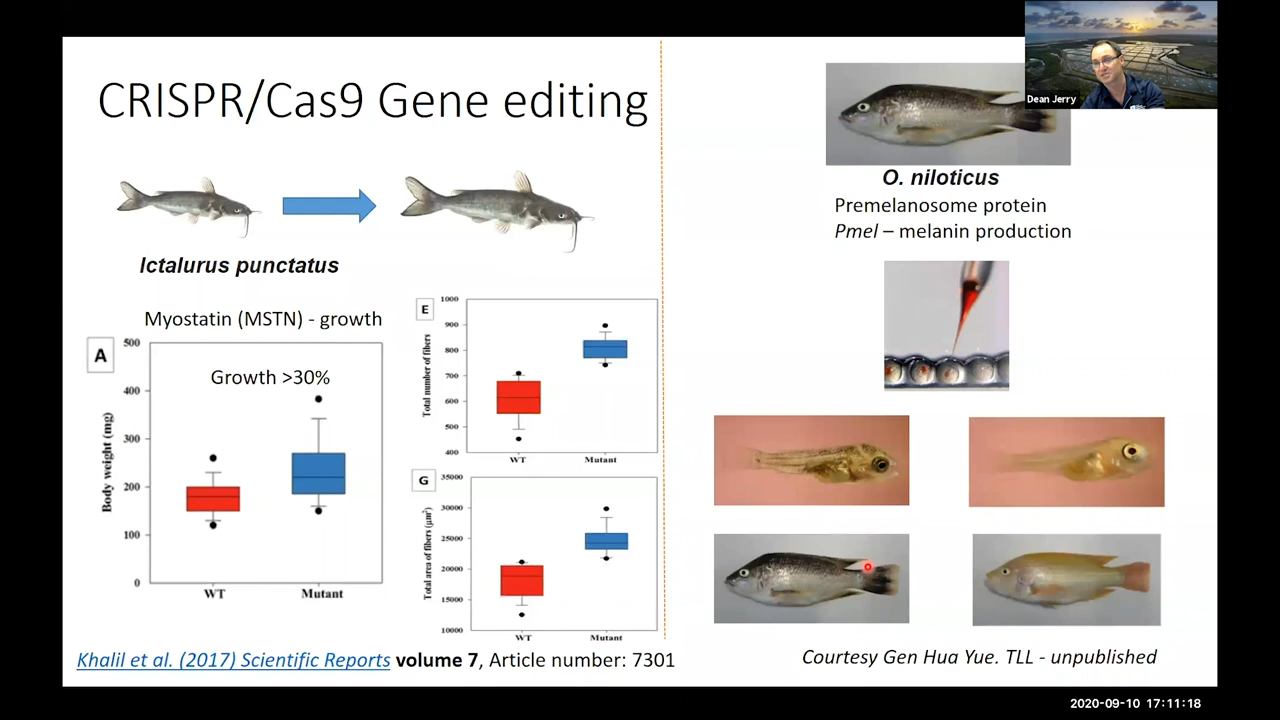 CRISPR/Cas9 Gene editing
Ictalurus punctatus
Myostatin (MSTN) - growth
A
500
Growth >30%
400
300
200
100
0
Body weight (mg)
WT
Mutant
E
1000
900
800
700
600
500
400
Total number of fibers
WT
Mutant
G
35000
30000
25000
20000
15000
10000
Total area of fibers (µm²)
WT
Mutant
Khalil et al. (2017) Scientific Reports volume 7, Article number: 7301
Dean Jerry
O. niloticus
Premelanosome protein
Pmel – melanin production
Courtesy Gen Hua Yue. TLL - unpublished
2020-09-10 17:11:18